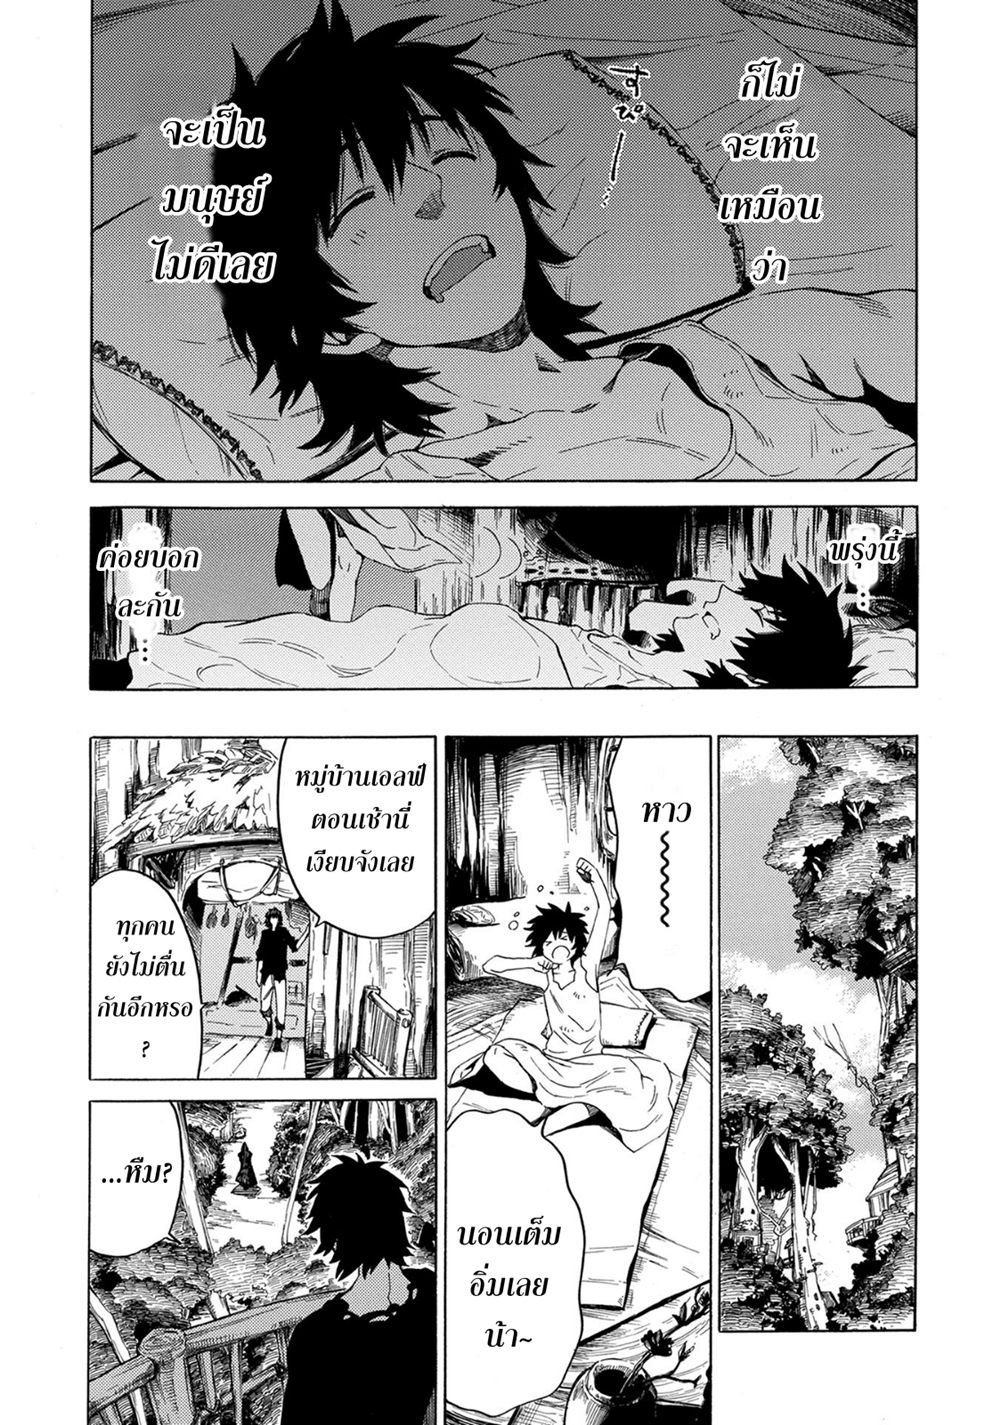 ก็ไม่
จะเห็น
เหมือน
ว่า
すぴー
จะเป็น
มนุษย์
ไม่ดีเลย
พรุ่งนี้
ค่อยบอก
ละกัน
หาว
นอนเต็ม
อิ่มเลย
น้า~
หมู่บ้านเอลฟ์
ตอนเช้านี่
เงียบจังเลย
ทุกคน
ยังไม่ตื่น
กันอีกหรอ
?
...หืม?